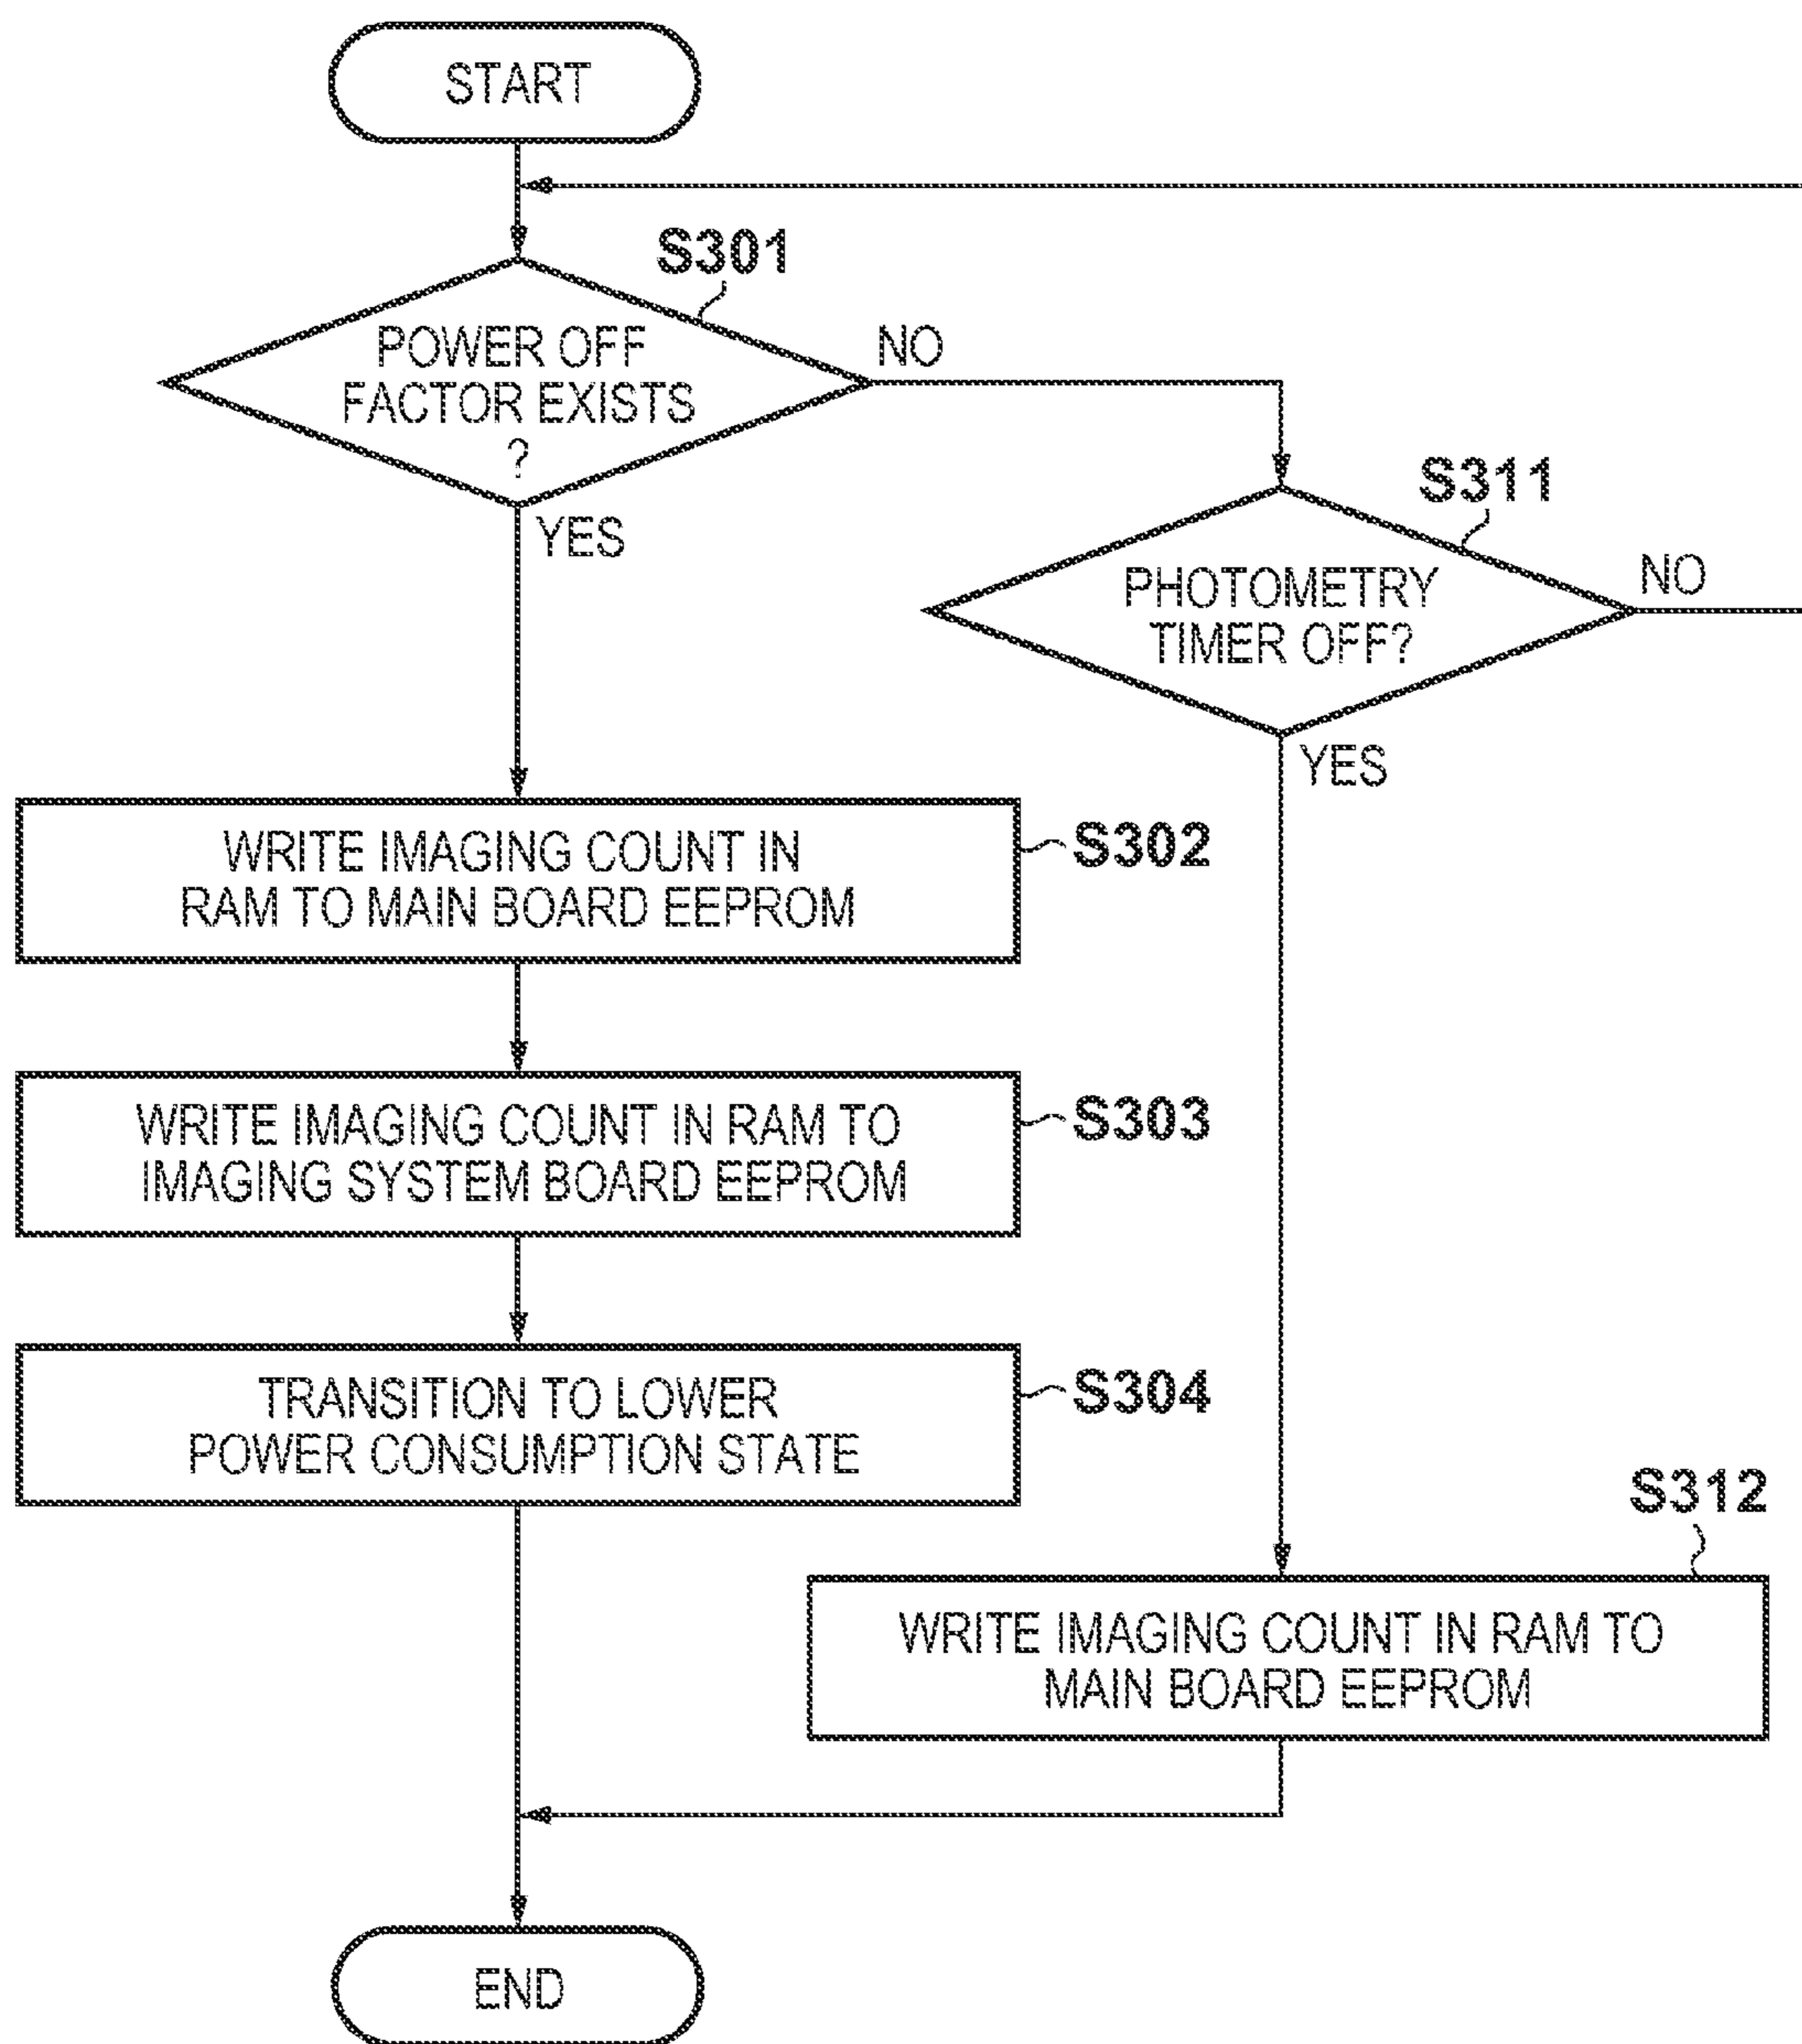 START
S301
POWER OFF
FACTOR EXISTS
?
NO
YES
S311
PHOTOMETRY
TIMER OFF?
NO
YES
WRITE IMAGING COUNT IN
RAM TO MAIN BOARD EEPROM
S302
WRITE IMAGING COUNT IN RAM TO
IMAGING SYSTEM BOARD EEPROM
S303
TRANSITION TO LOWER
POWER CONSUMPTION STATE
S304
S312
WRITE IMAGING COUNT IN RAM TO
MAIN BOARD EEPROM
END